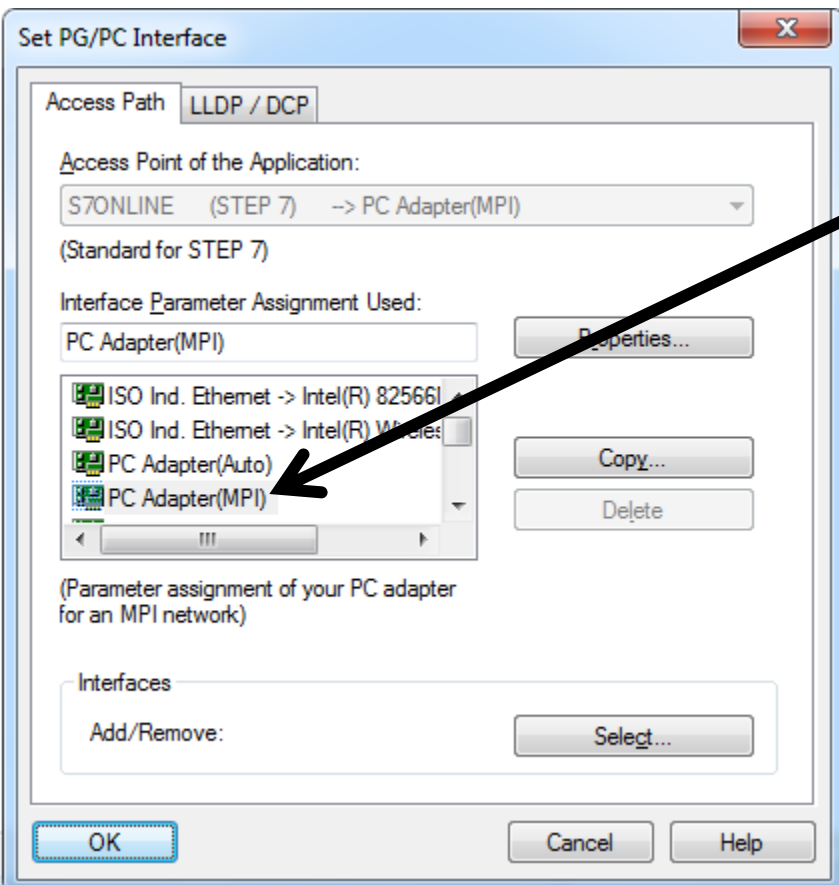 Set PG/PC Interface
Access Path
LLDP / DCP
Access Point of the Application:
S7ONLINE (STEP 7) --> PC Adapter(MPI)
(Standard for STEP 7)
Interface Parameter Assignment Used:
PC Adapter(MPI)
Properties...
ISO Ind. Ethernet -> Intel(R) 82566
ISO Ind. Ethernet -> Intel(R)
PC Adapter(Auto)
PC Adapter(MPI)
Copy...
Delete
(Parameter assignment of your PC adapter
for an MPI network)
Interfaces
Add/Remove:
Select...
OK
Cancel
Help